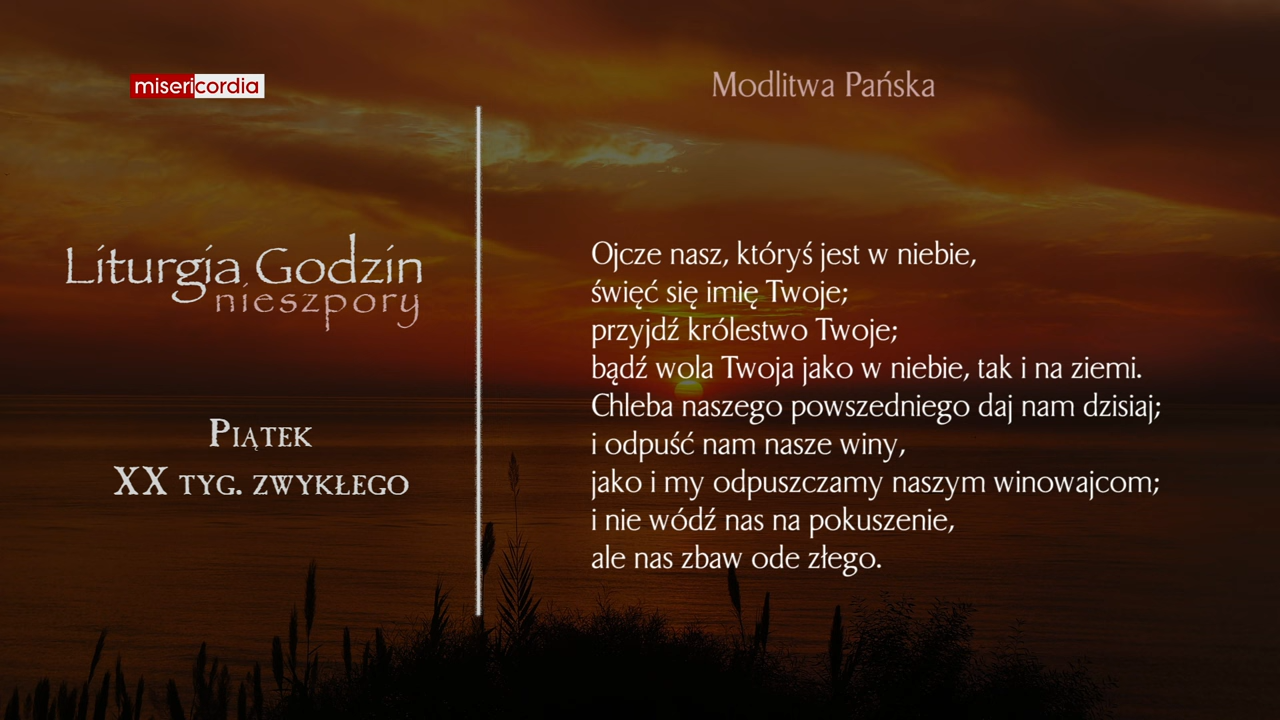 misericordia
Liturgia Godzin
nieszpory
Piątek
XX tyg. zwykłego
Modlitwa Pańska
Ojcze nasz, któryś jest w niebie,
święć się imię Twoje;
przyjdź królestwo Twoje;
bądź wola Twoja jako w niebie, tak i na ziemi.
Chleba naszego powszedniego daj nam dzisiaj;
i odpuść nam nasze winy,
jako i my odpuszczamy naszym winowajcom;
i nie wódź nas na pokuszenie,
ale nas zbaw ode złego.